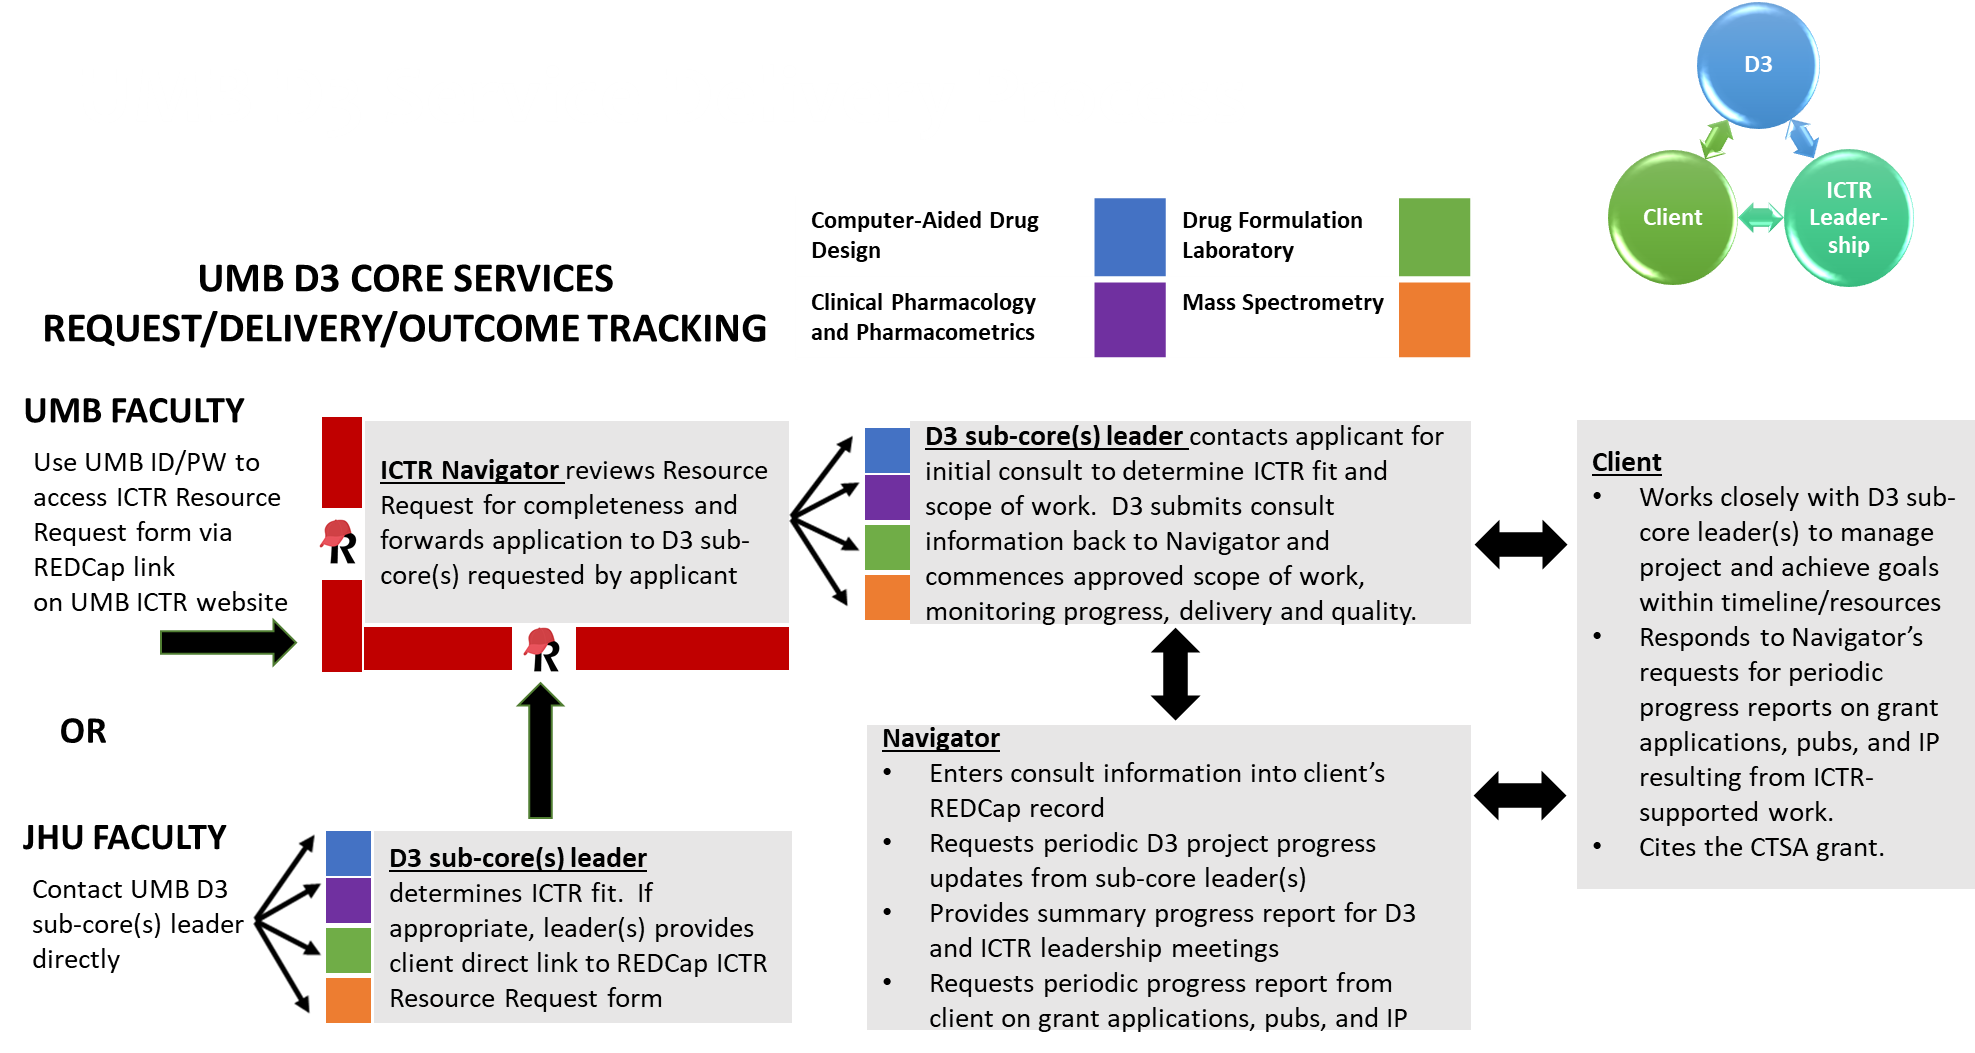 D3
Client
ICTR
Leader-
ship
Computer-Aided Drug
Design
Drug Formulation
Laboratory
Clinical Pharmacology
and Pharmacometrics
Mass Spectrometry
UMB D3 CORE SERVICES
REQUEST/DELIVERY/OUTCOME TRACKING
UMB FACULTY
Use UMB ID/PW to
access ICTR Resource
Request form via
REDCap link
on UMB ICTR website
R
ICTR Navigator reviews Resource
Request for completeness and
forwards application to D3 sub-
core(s) requested by applicant
R
D3 sub-core(s) leader contacts applicant for
initial consult to determine ICTR fit and
scope of work.  D3 submits consult
information back to Navigator and
commences approved scope of work,
monitoring progress, delivery and quality.
Client
• Works closely with D3 sub-
core leader(s) to manage
project and achieve goals
within timeline/resources
• Responds to Navigator’s
requests for periodic
progress reports on grant
applications, pubs, and IP
resulting from ICTR-
supported work.
• Cites the CTSA grant.
OR
JHU FACULTY
Contact UMB D3
sub-core(s) leader
directly
D3 sub-core(s) leader
determines ICTR fit.  If
appropriate, leader(s) provides
client direct link to REDCap ICTR
Resource Request form
Navigator
• Enters consult information into client’s
REDCap record
• Requests periodic D3 project progress
updates from sub-core leader(s)
• Provides summary progress report for D3
and ICTR leadership meetings
• Requests periodic progress report from
client on grant applications, pubs, and IP